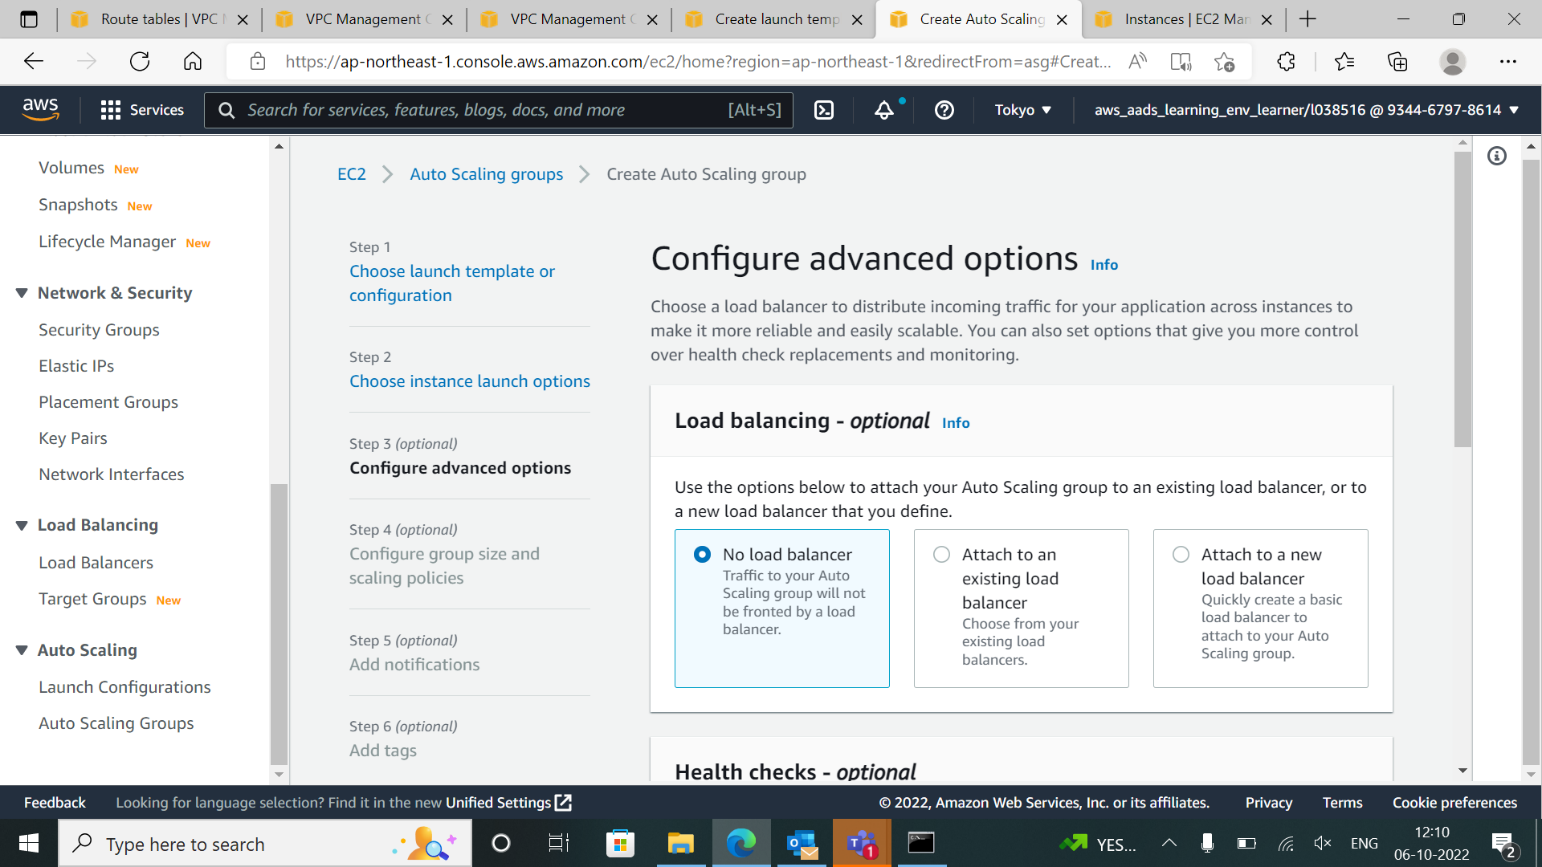 Route tables | VPC M
VPC Management C
VPC Management C
Create launch temp
Create Auto Scaling
Instances | EC2 Man
https://ap-northeast-1.console.aws.amazon.com/ec2/home?region=ap-northeast-1&redirectFrom=asg#Creat...
aws
Services
Search for services, features, blogs, docs, and more
[Alt+S]
Tokyo
aws_aads_learning_env_learner/l038516 @ 9344-6797-8614
Volumes New
Snapshots New
Lifecycle Manager New
Network & Security
Security Groups
Elastic IPs
Placement Groups
Key Pairs
Network Interfaces
Load Balancing
Load Balancers
Target Groups New
Auto Scaling
Launch Configurations
Auto Scaling Groups
EC2
Auto Scaling groups
Create Auto Scaling group
Step 1
Choose launch template or
configuration
Step 2
Choose instance launch options
Step 3 (optional)
Configure advanced options
Step 4 (optional)
Configure group size and
scaling policies
Step 5 (optional)
Add notifications
Step 6 (optional)
Add tags
Configure advanced options Info
Choose a load balancer to distribute incoming traffic for your application across instances to
make it more reliable and easily scalable. You can also set options that give you more control
over health check replacements and monitoring.
Load balancing - optional Info
Use the options below to attach your Auto Scaling group to an existing load balancer, or to
a new load balancer that you define.
No load balancer
Traffic to your Auto
Scaling group will not
be fronted by a load
balancer.
Attach to an
existing load
balancer
Choose from your
existing load
balancers.
Attach to a new
load balancer
Quickly create a basic
load balancer to
attach to your Auto
Scaling group.
Health checks - optional
Feedback
Looking for language selection? Find it in the new Unified Settings
© 2022, Amazon Web Services, Inc. or its affiliates.
Privacy
Terms
Cookie preferences
Type here to search
1
YES...
ENG
12:10
06-10-2022
2